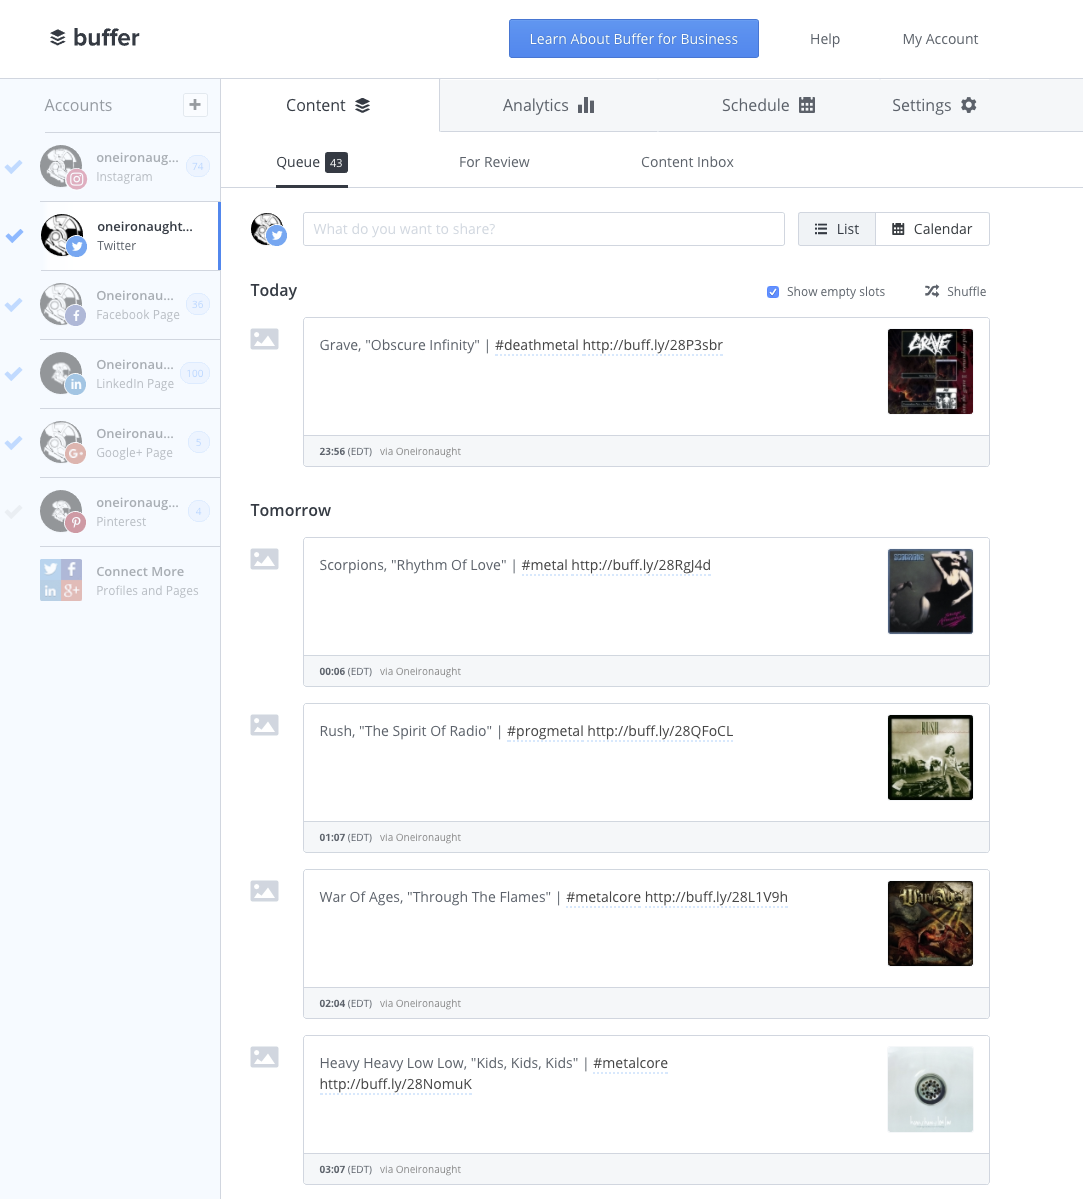 buffer
Learn About Buffer for Business
Help
My Account
Accounts
Content
Analytics
Schedule
Settings
oneironaug...
74
Instagram
oneironaught...
Twitter
Oneironau...
36
Facebook Page
Oneironau...
100
LinkedIn Page
Oneironau...
5
Google+ Page
oneironaug...
4
Pinterest
Connect More
Profiles and Pages
Queue 43
For Review
Content Inbox
What do you want to share?
List
Calendar
Today
Show empty slots
Shuffle
Grave, "Obscure Infinity" | #deathmetal http://buff.ly/28P3sbr
GRAVE
23:56 (EDT) via Oneironaught
Tomorrow
Scorpions, "Rhythm Of Love" | #metal http://buff.ly/28RgJ4d
00:06 (EDT) via Oneironaught
Rush, "The Spirit Of Radio" | #progmetal http://buff.ly/28QFoCL
RUSH
01:07 (EDT) via Oneironaught
War Of Ages, "Through The Flames" | #metalcore http://buff.ly/28L1V9h
02:04 (EDT) via Oneironaught
Heavy Heavy Low Low, "Kids, Kids, Kids" | #metalcore
http://buff.ly/28NomuK
03:07 (EDT) via Oneironaught